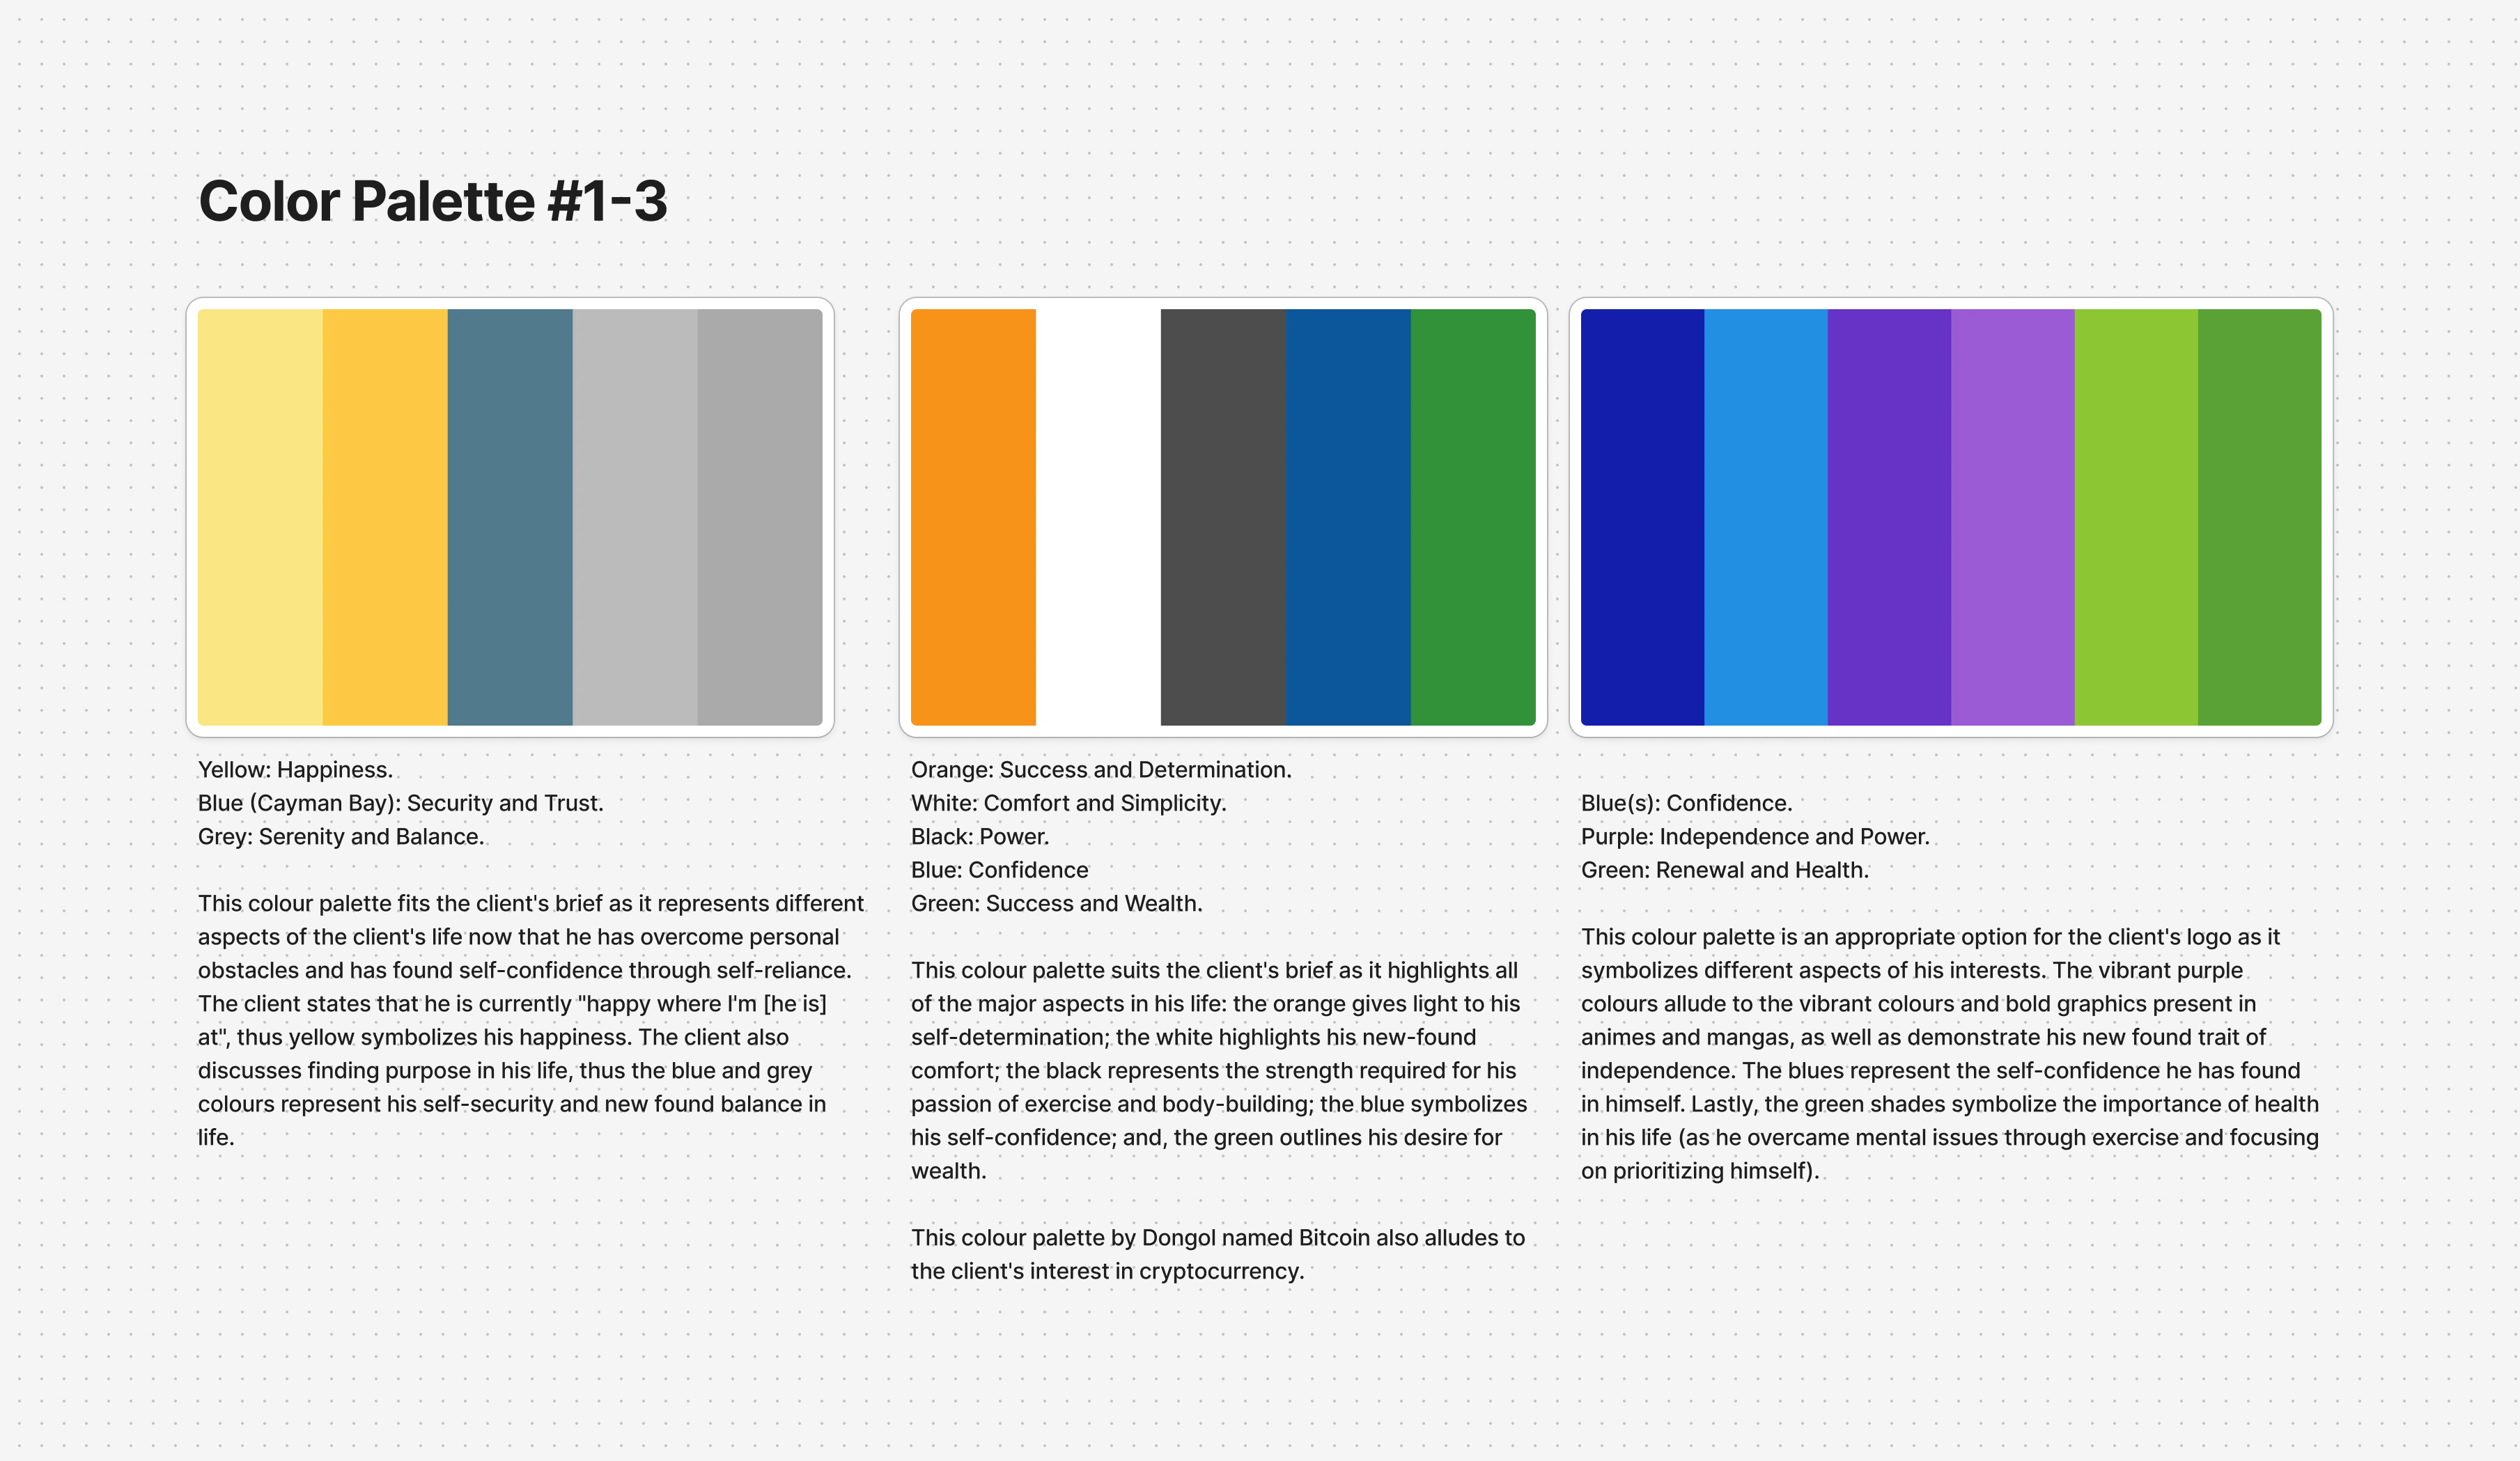 Color Palette #1-3
Yellow: Happiness.
Blue (Cayman Bay): Security and Trust.
Grey: Serenity and Balance.
This colour palette fits the client's brief as it represents different
aspects of the client's life now that he has overcome personal
obstacles and has found self-confidence through self-reliance.
The client states that he is currently "happy where I'm [he is]
at", thus yellow symbolizes his happiness. The client also
discusses finding purpose in his life, thus the blue and grey
colours represent his self-security and new found balance in
life.
Orange: Success and Determination.
White: Comfort and Simplicity.
Black: Power.
Blue: Confidence
Green: Success and Wealth.
This colour palette suits the client's brief as it highlights all
of the major aspects in his life: the orange gives light to his
self-determination; the white highlights his new-found
comfort; the black represents the strength required for his
passion of exercise and body-building; the blue symbolizes
his self-confidence; and, the green outlines his desire for
wealth.
This colour palette by Dongol named Bitcoin also alludes to
the client's interest in cryptocurrency.
Blue(s): Confidence.
Purple: Independence and Power.
Green: Renewal and Health.
This colour palette is an appropriate option for the client's logo as it
symbolizes different aspects of his interests. The vibrant purple
colours allude to the vibrant colours and bold graphics present in
animes and mangas, as well as demonstrate his new found trait of
independence. The blues represent the self-confidence he has found
in himself. Lastly, the green shades symbolize the importance of health
in his life (as he overcame mental issues through exercise and focusing
on prioritizing himself).